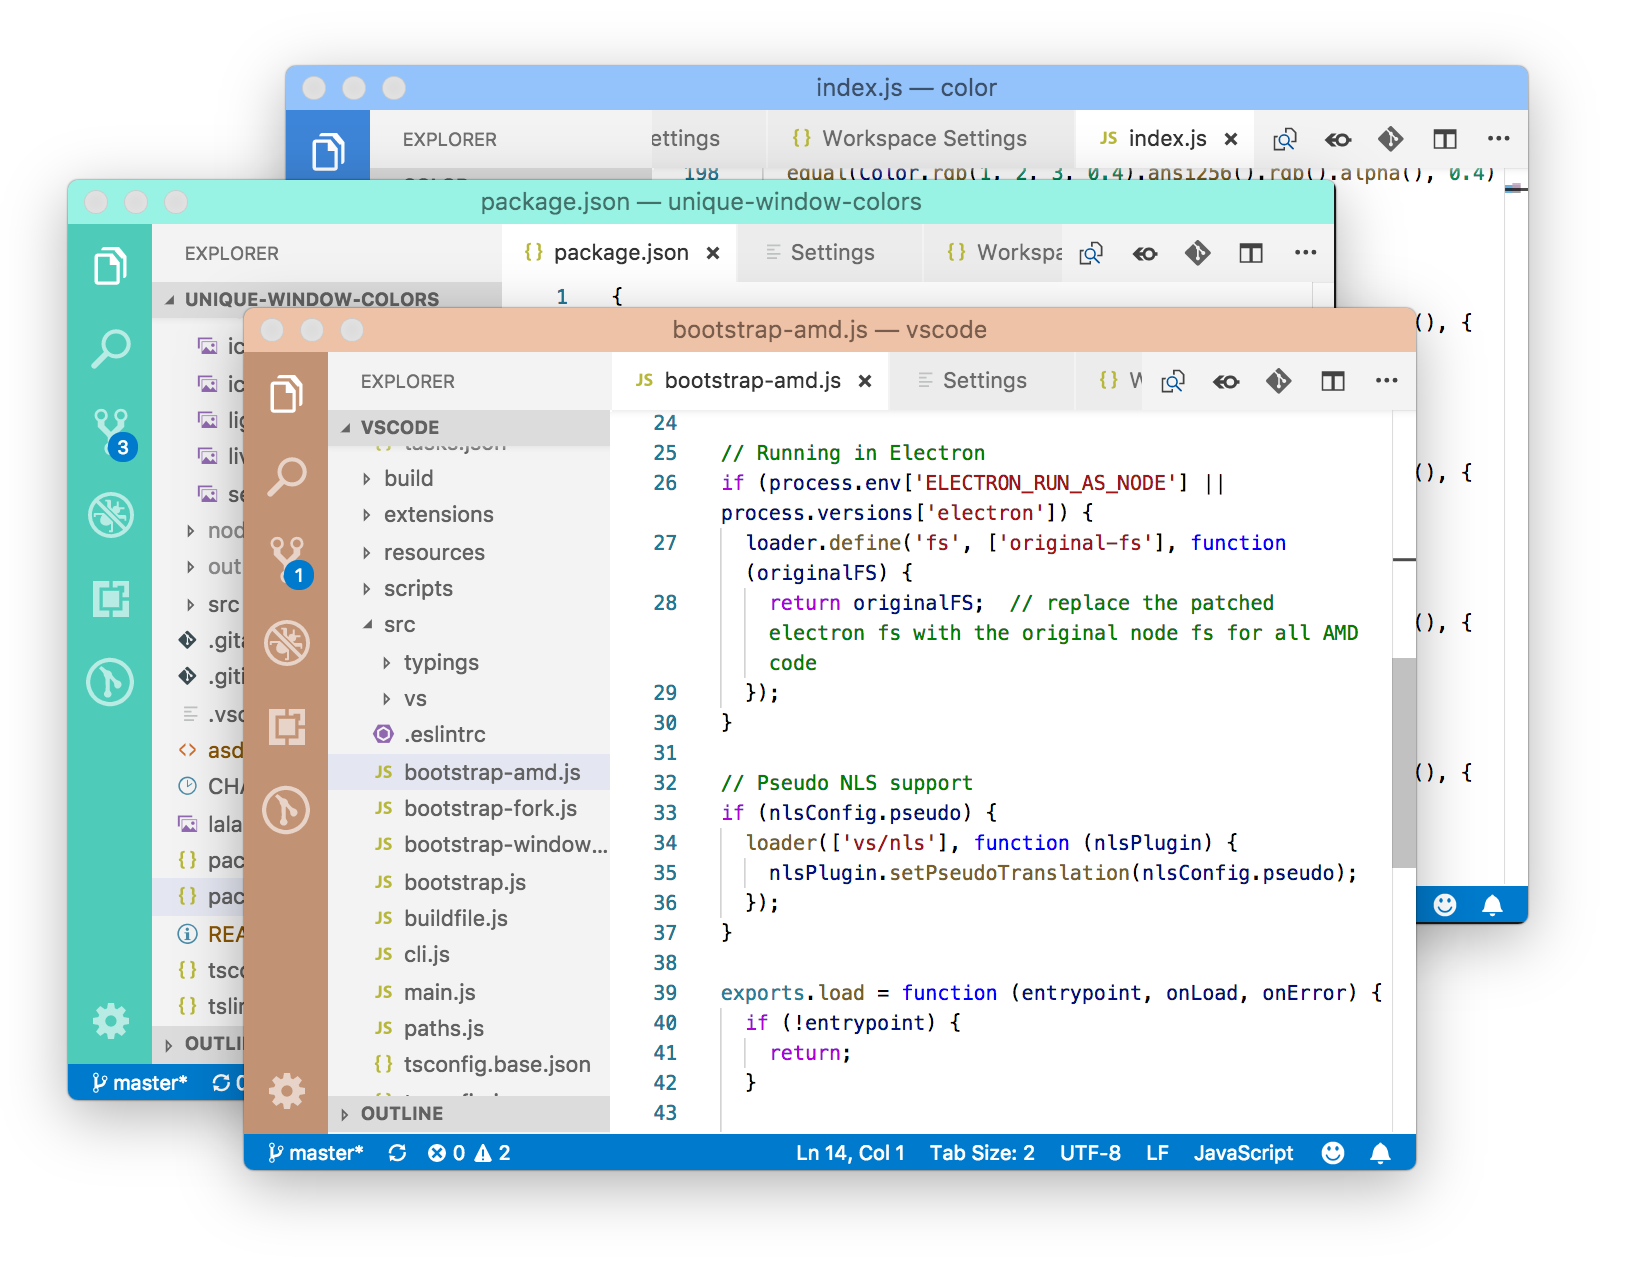 index.js — color
EXPLORER
ettings
{} Workspace Settings
JS index.js ×
198 equal(Color.rgb(1, 2, 3, 0.4).ansi256().rgb().alpha(), 0.4)
package.json — unique-window-colors
EXPLORER
{} package.json ×
Settings
{} Workspa
UNIQUE-WINDOW-COLORS
1 {
ic
ic
lig
liv
se
nod
out
src
.gita
.giti
.vsc
<> asd
CHA
lala
{} pac
{} pac
REA
{} tsco
{} tslin
OUTLI
3
master* 0
(), {
(), {
(), {
(), {
bootstrap-amd.js — vscode
EXPLORER
JS bootstrap-amd.js ×
Settings
{} W
VSCODE
{} tasks.json
build
extensions
resources
scripts
src
typings
vs
.eslintrc
JS bootstrap-amd.js
JS bootstrap-fork.js
JS bootstrap-window...
JS bootstrap.js
JS buildfile.js
JS cli.js
JS main.js
JS paths.js
{} tsconfig.base.json
OUTLINE
1
24
25 // Running in Electron
26 if (process.env['ELECTRON_RUN_AS_NODE'] ||
process.versions['electron']) {
27 loader.define('fs', ['original-fs'], function
(originalFS) {
28 return originalFS; // replace the patched
electron fs with the original node fs for all AMD
code
29 });
30 }
31
32 // Pseudo NLS support
33 if (nlsConfig.pseudo) {
34 loader(['vs/nls'], function (nlsPlugin) {
35 nlsPlugin.setPseudoTranslation(nlsConfig.pseudo);
36 });
37 }
38
39 exports.load = function (entrypoint, onLoad, onError) {
40 if (!entrypoint) {
41 return;
42 }
43
master* 0 2 Ln 14, Col 1 Tab Size: 2 UTF-8 LF JavaScript